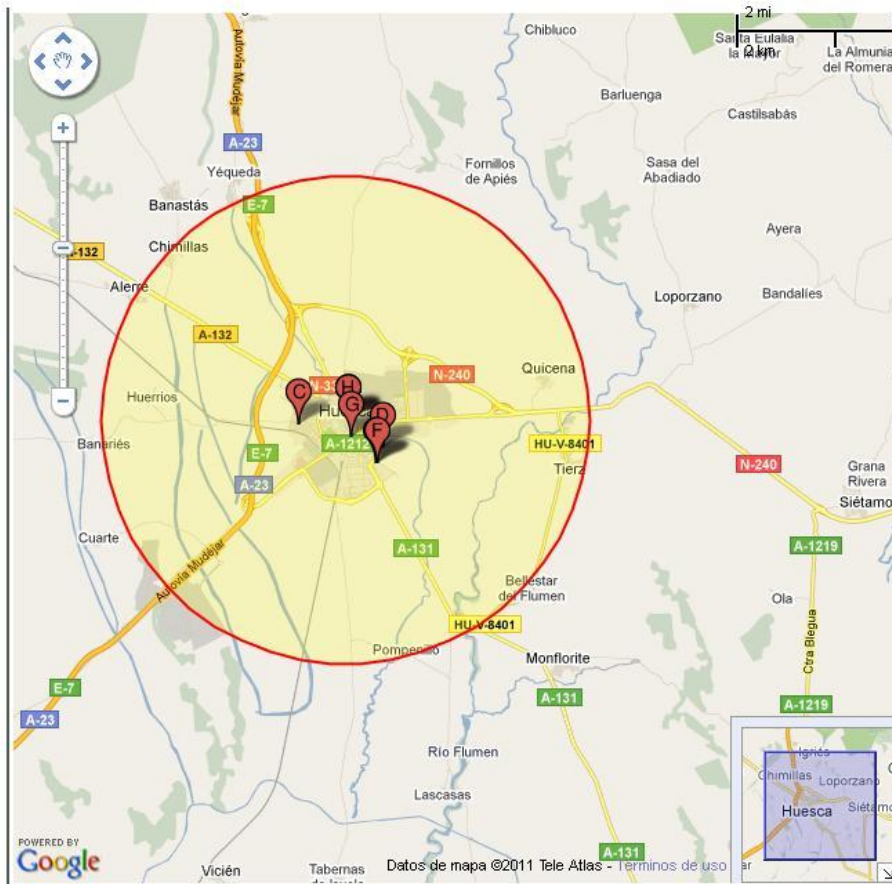 2 mi
2 km
Chibluco
Santa Eulalia
la Mayor
La Almunia
del Romera
Autovía Mudéjar
Barluenga
Castilsabás
A-23
Yéqueda
Fornillos
de Apiés
Sasa del
Abadiado
Banastás
E-7
Ayera
Chimillas
A-132
Alerre
Loporzano
Bandalíes
A-132
N-240
Quicena
N-33
C
H
Huerrios
G
D
F
Banariés
A-1212
HU-V-8401
E-7
Tierz
N-240
Grana
Rivera
A-23
Siétamo
Cuarte
Autovía Mudéjar
A-131
A-1219
Bellestar
del Flumen
Ola
HU-V-8401
Ctra Blegua
Pompenillo
Monflorite
E-7
A-131
A-1219
A-23
Río Flumen
Igriés
Chimillas
Loporzano
Huesca
Siétamo
Lascasas
POWERED BY
Google
A-131
Vicién
Tabernas
Datos de mapa ©2011 Tele Atlas - Términos de uso